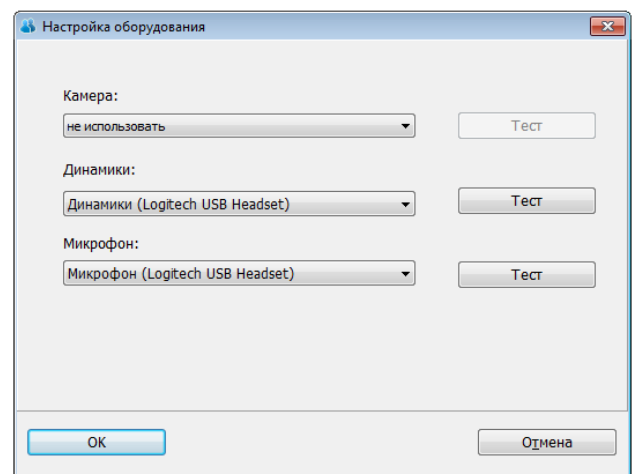 Настройка оборудования
Камера:
не использовать
Тест
Динамики:
Динамики (Logitech USB Headset)
Тест
Микрофон:
Микрофон (Logitech USB Headset)
Тест
OK
Отмена